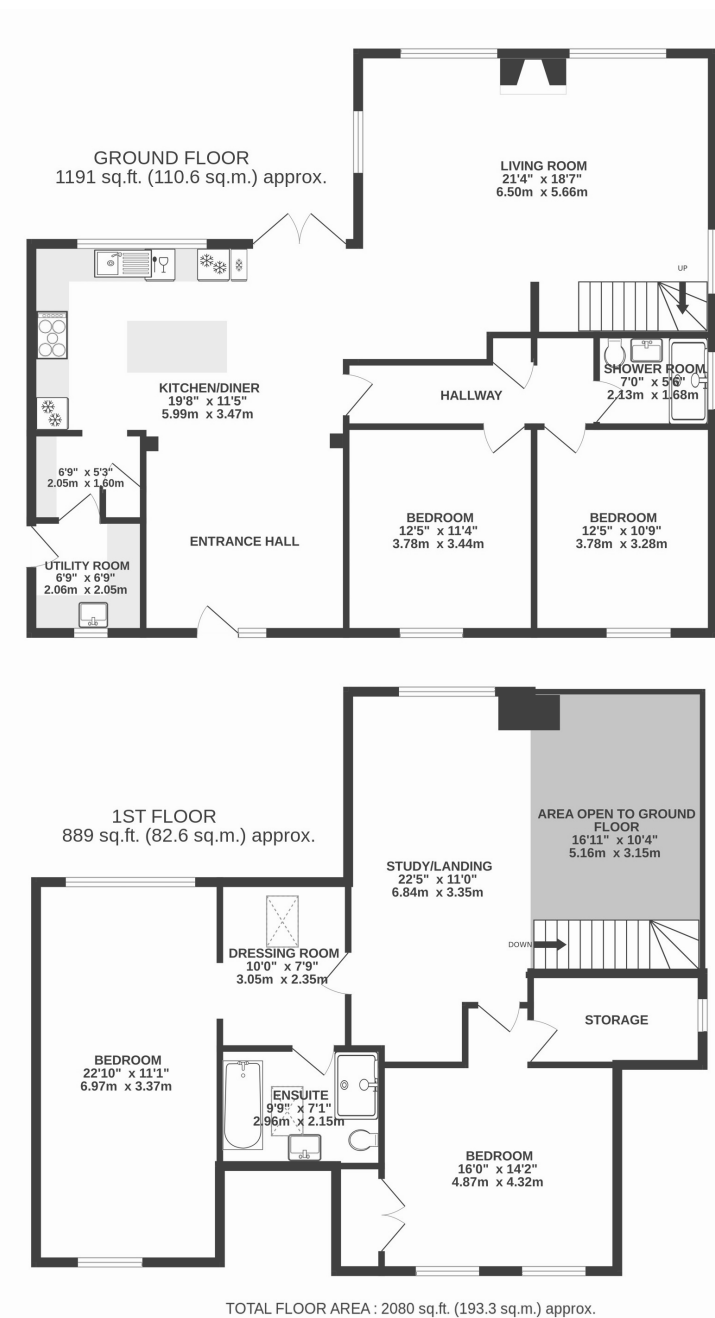 GROUND FLOOR
1191 sq.ft. (110.6 sq.m.) approx.
LIVING ROOM
21'4" x 18'7"
6.50m x 5.66m
UP
KITCHEN/DINER
19'8" x 11'5"
5.99m x 3.47m
HALLWAY
SHOWER ROOM
7'0" x 5'6"
2.13m x 1.68m
6'9" x 5'3"
2.05m x 1.60m
ENTRANCE HALL
BEDROOM
12'5" x 11'4"
3.78m x 3.44m
BEDROOM
12'5" x 10'9"
3.78m x 3.28m
UTILITY ROOM
6'9" x 6'9"
2.06m x 2.05m
1ST FLOOR
889 sq.ft. (82.6 sq.m.) approx.
AREA OPEN TO GROUND
FLOOR
16'11" x 10'4"
5.16m x 3.15m
STUDY/LANDING
22'5" x 11'0"
6.84m x 3.35m
DOWN
DRESSING ROOM
10'0" x 7'9"
3.05m x 2.35m
STORAGE
BEDROOM
22'10" x 11'1"
6.97m x 3.37m
ENSUITE
9'9" x 7'1"
2.96m x 2.15m
BEDROOM
16'0" x 14'2"
4.87m x 4.32m
TOTAL FLOOR AREA : 2080 sq.ft. (193.3 sq.m.) approx.